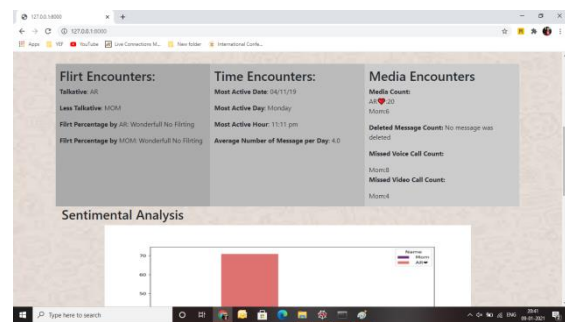 127.0.0.1:8000
127.0.0.1:8000
Apps
YEF
YouTube
Live Connections M...
New folder
International Confe...
Flirt Encounters:
Talkative: AR
Less Talkative: MOM
Flirt Percentage by AR: Wonderfull No Flirting
Flirt Percentage by MOM: Wonderfull No Flirting
Time Encounters:
Most Active Date: 04/11/19
Most Active Day: Monday
Most Active Hour: 11:11 pm
Average Number of Message per Day: 4.0
Media Encounters
Media Count:
AR❤:20
Mom:6
Deleted Message Count: No message was
deleted
Missed Voice Call Count:
Mom:8
Missed Video Call Count:
Mom:4
Sentimental Analysis
70
60
50
Name
Mom
AR❤
Type here to search
ENG
20:41
09-01-2021